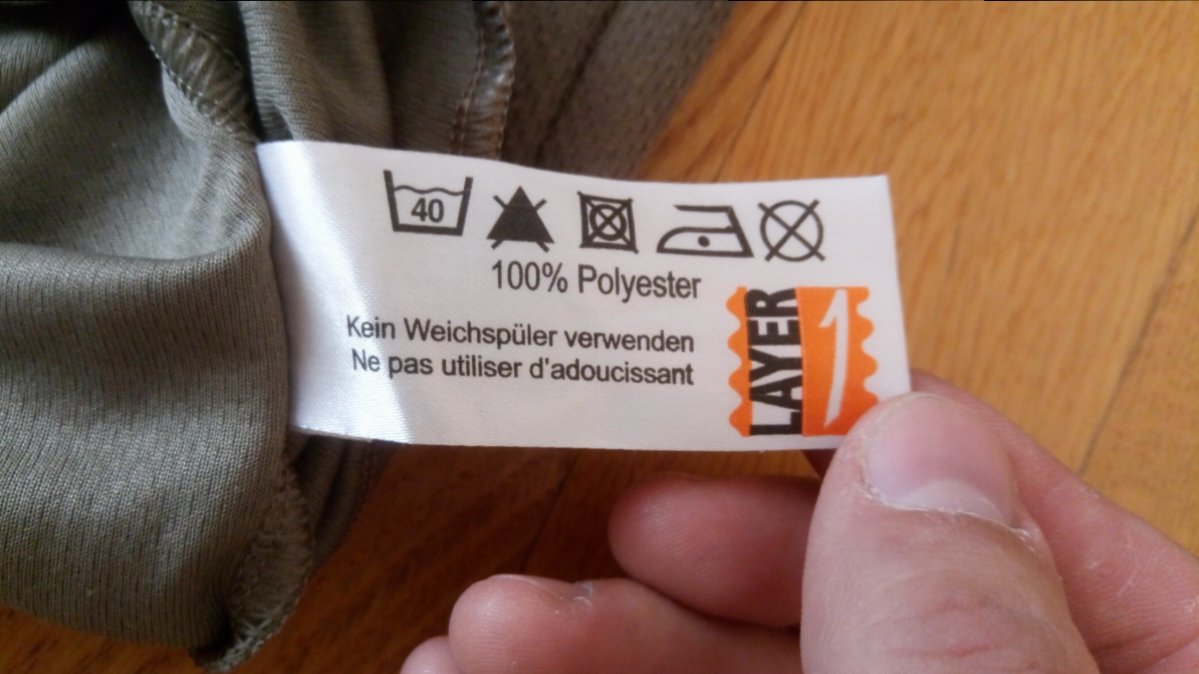 40
100% Polyester
Kein Weichspüler verwenden
Ne pas utiliser d'adoucissant
LAYER 1